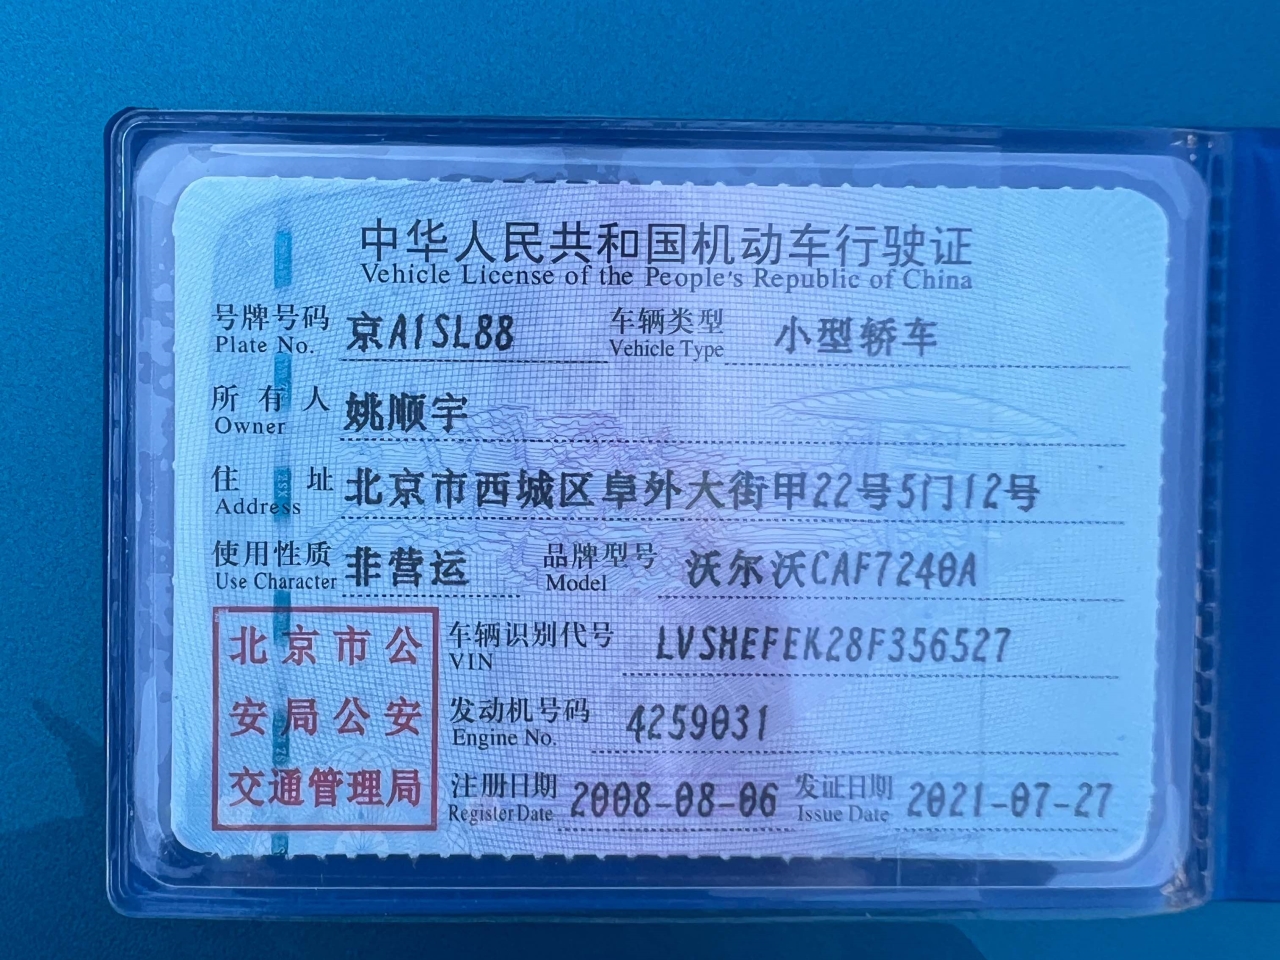 中华人民共和国机动车行驶证
Vehicle License of the People's Republic of China
号牌号码 京A1SL88 车辆类型 小型轿车
Plate No. Vehicle Type
所有人 姚顺宇
Owner
住址 北京市西城区阜外大街甲22号5门12号
Address
使用性质 非营运 品牌型号 沃尔沃CAF7240A
Use Character Model
北京市公
安局公安
交通管理局
车辆识别代号 LVSHEFEK28F356527
VIN
发动机号码 4259031
Engine No.
注册日期 2008-08-06 发证日期 2021-07-27
Register Date Issue Date